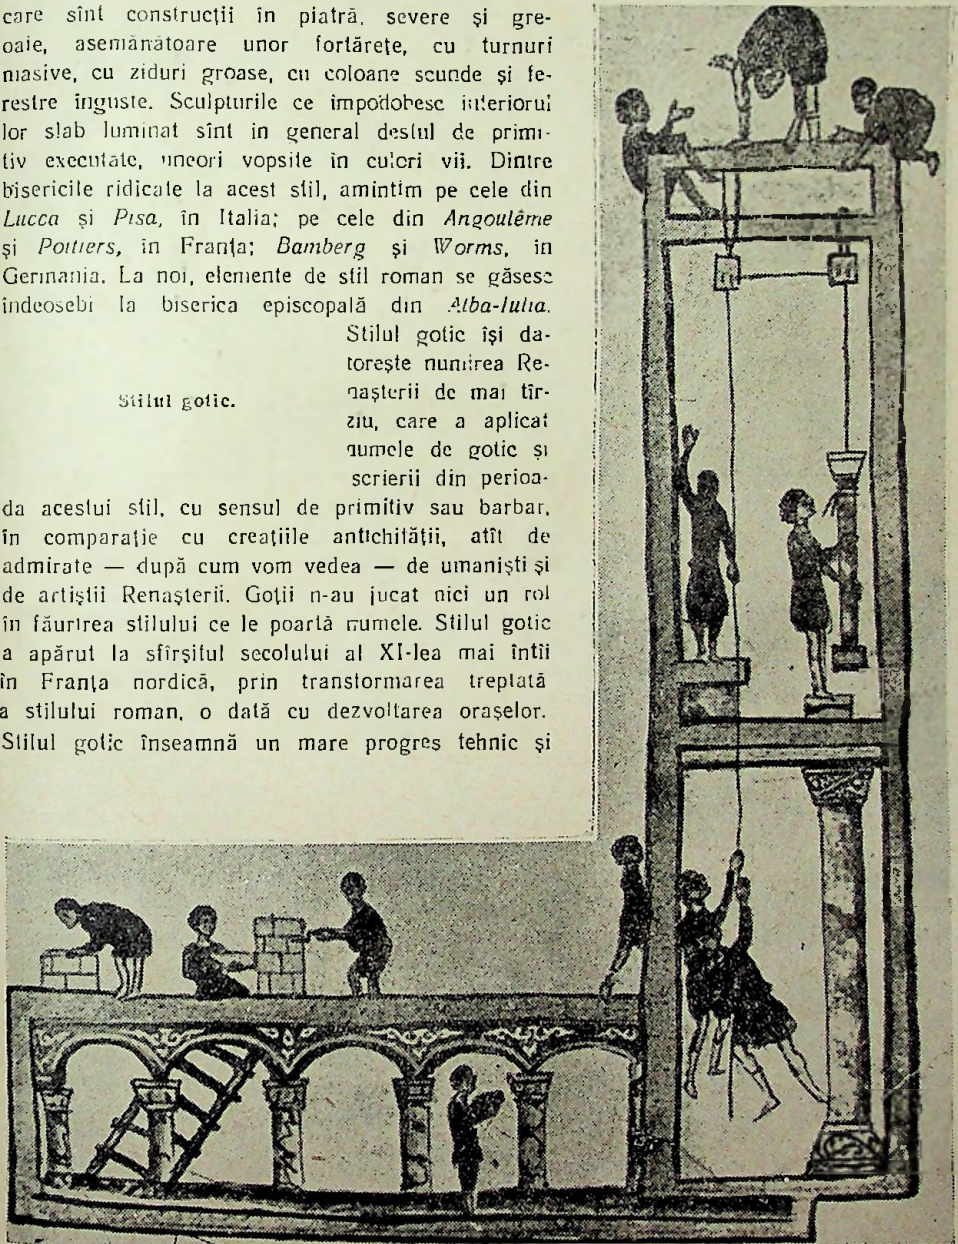 care sînt construcții în piatră, severe și gre-
oaie, asemănătoare unor fortărețe, cu turnuri
masive, cu ziduri groase, cu coloane scunde și fe-
restre înguste. Sculpturile ce împodobesc interiorul
lor slab luminat sînt in general destul de primi-
tiv executate, uneori vopsite în culori vii. Dintre
bisericile ridicate la acest stil, amintim pe cele din
Lucca și Pisa, în Italia; pe cele din Angoulême
și Poitiers, în Franța; Bamberg și Worms, in
Germania. La noi, elemente de stil roman se găsesc
îndeosebi la biserica episcopală din Alba-Iulia.
Stilul gotic.
Stilul gotic își da-
torește numirea Re-
nașterii de mai tîr-
ziu, care a aplicat
numele de gotic și
scrierii din perioa-
da acestui stil, cu sensul de primitiv sau barbar,
în comparație cu creațiile antichității, atît de
admirate — după cum vom vedea — de umaniști și
de artiștii Renașterii. Goții n-au jucat nici un rol
în făurirea stilului ce le poartă numele. Stilul gotic
a apărut la sfîrșitul secolului al XI-lea mai întîi
în Franța nordică, prin transformarea treptată
a stilului roman, o dată cu dezvoltarea orașelor.
Stilul gotic înseamnă un mare progres tehnic și